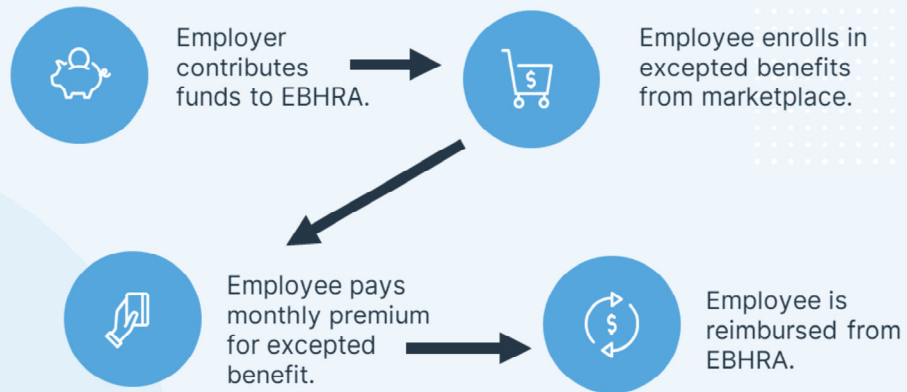 Employer
contributes
funds to EBHRA.
$
Employee enrolls in
excepted benefits
from marketplace.
Employee pays
monthly premium
for excepted
benefit.
$
Employee is
reimbursed from
EBHRA.